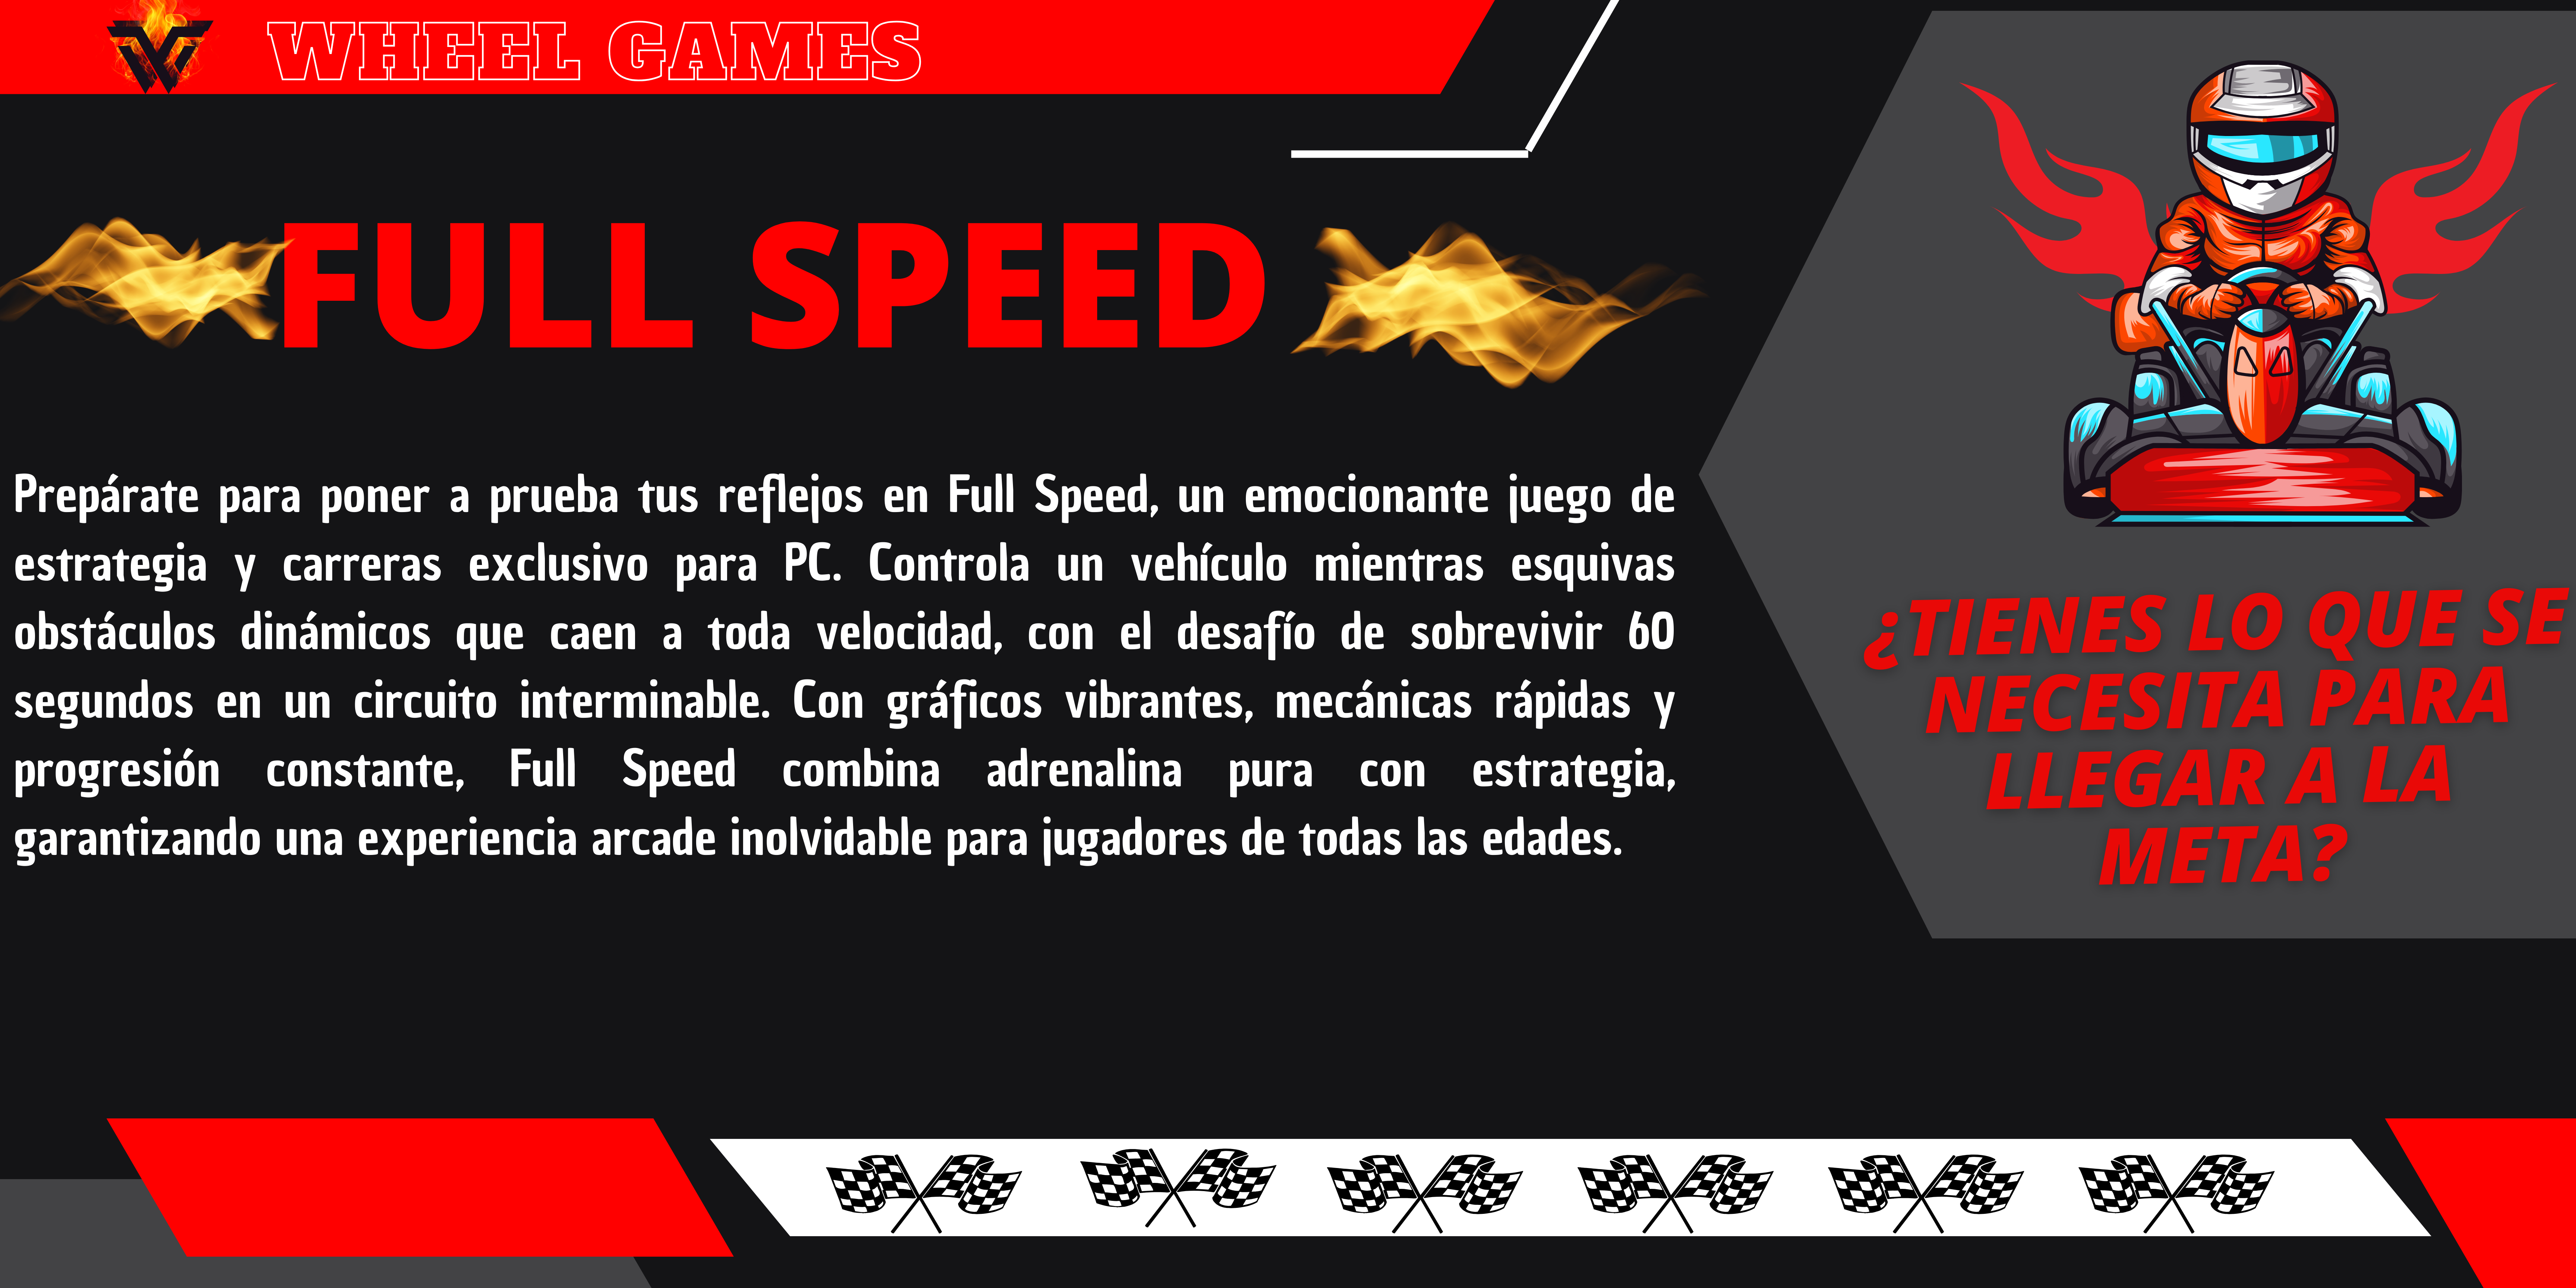 WHEEL GAMES
FULL SPEED
Prepárate para poner a prueba tus reflejos en Full Speed, un emocionante juego de
estrategia y carreras exclusivo para PC. Controla un vehículo mientras esquivas
obstáculos dinámicos que caen a toda velocidad, con el desafío de sobrevivir 60
segundos en un circuito interminable. Con gráficos vibrantes, mecánicas rápidas y
progresión constante, Full Speed combina adrenalina pura con estrategia,
garantizando una experiencia arcade inolvidable para jugadores de todas las edades.
¿TIENES LO QUE SE
NECESITA PARA
LLEGAR A LA
META?